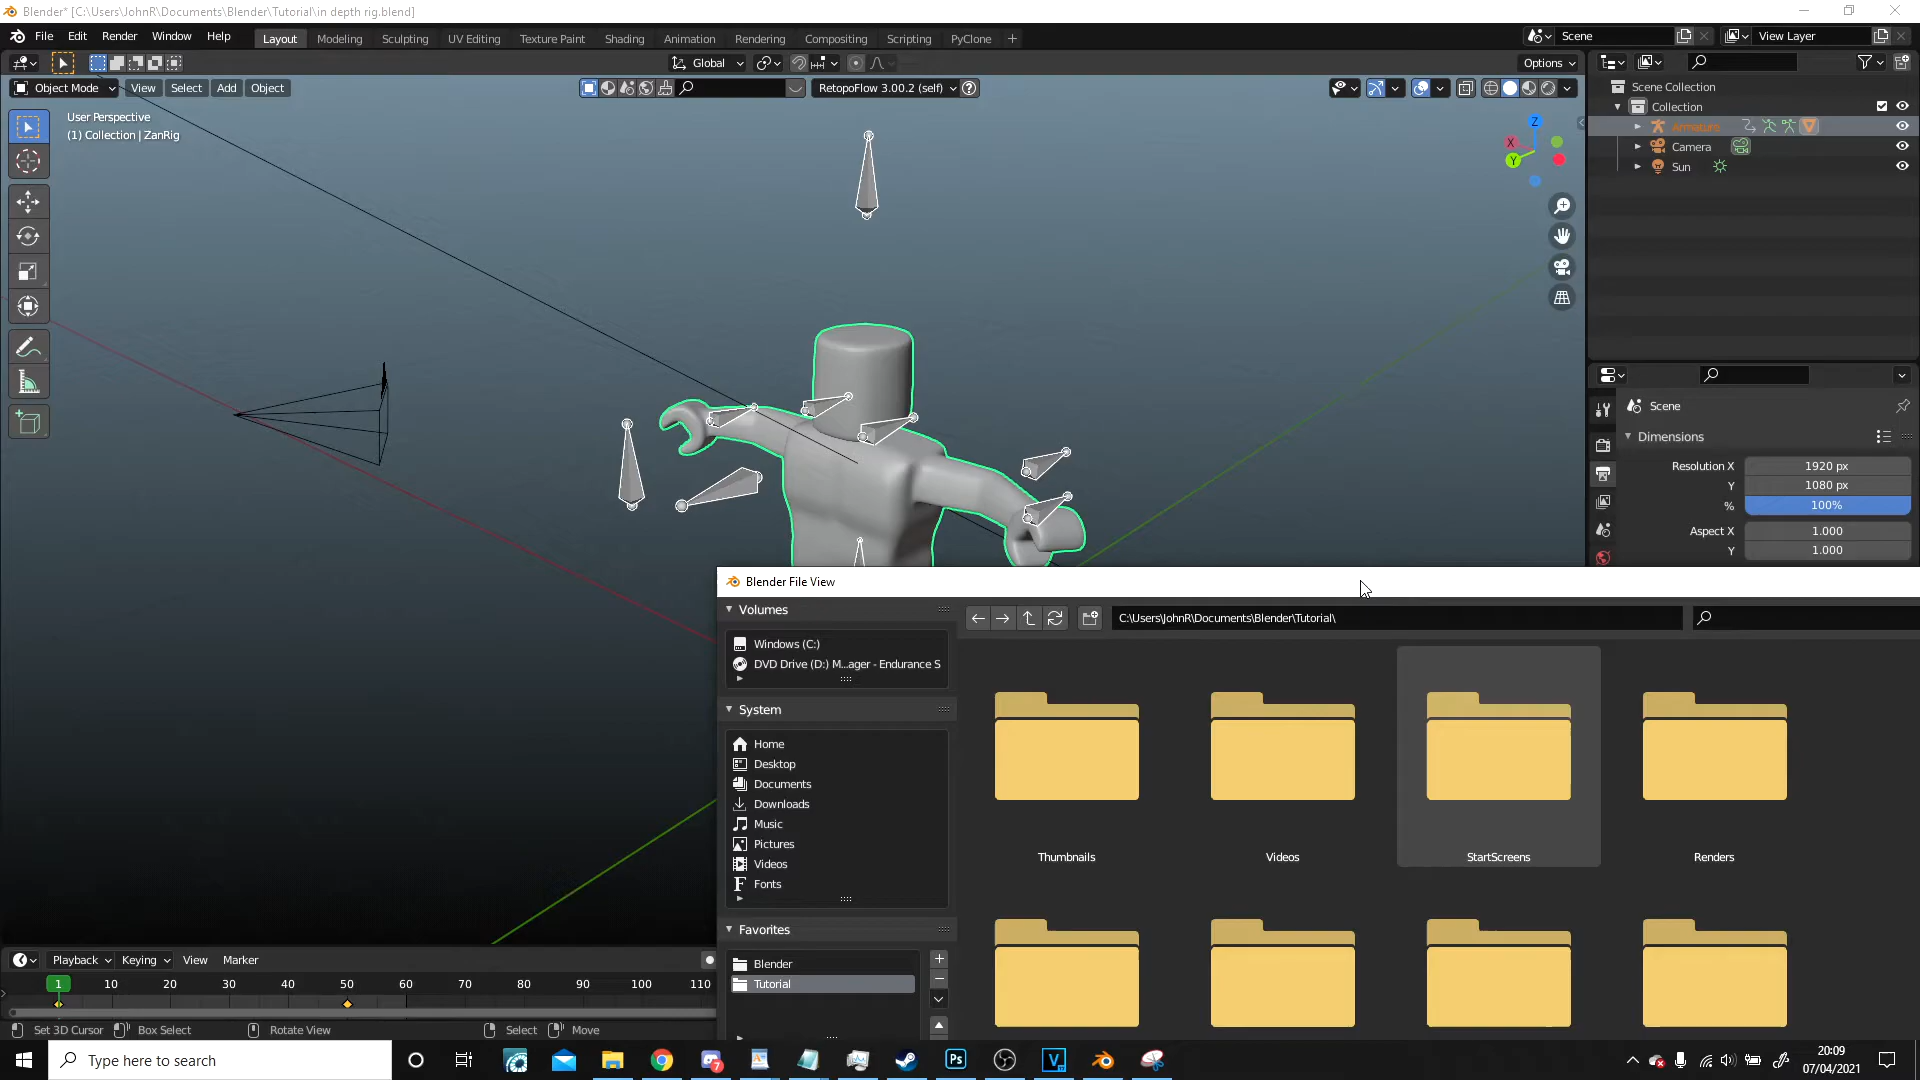 Blender* [C:\Users\JohnR\Documents\Blender\Tutorial\in depth rig.blend]
File Edit Render Window Help Layout Modeling Sculpting UV Editing Texture Paint Shading Animation Rendering Compositing Scripting PyClone + Scene View Layer
Global Options
Object Mode View Select Add Object RetopoFlow 3.00.2 (self)
User Perspective
(1) Collection | ZanRig
Scene Collection
Collection
Armature
Camera
Sun
Z
X
Y
Scene
Dimensions
Resolution X 1920 px
Y 1080 px
% 100%
Aspect X 1.000
Y 1.000
Blender File View
Volumes
C:\Users\JohnR\Documents\Blender\Tutorial\
Windows (C:)
DVD Drive (D:) M...ager - Endurance S
System
Home
Desktop
Documents
Downloads
Music
Pictures
Videos
Fonts
Thumbnails Videos StartScreens Renders
Favorites
Blender
Tutorial
Playback Keying View Marker
1 10 20 30 40 50 60 70 80 90 100 110
Set 3D Cursor Box Select Rotate View Select Move
Type here to search
7
Ps
V
20:09
07/04/2021